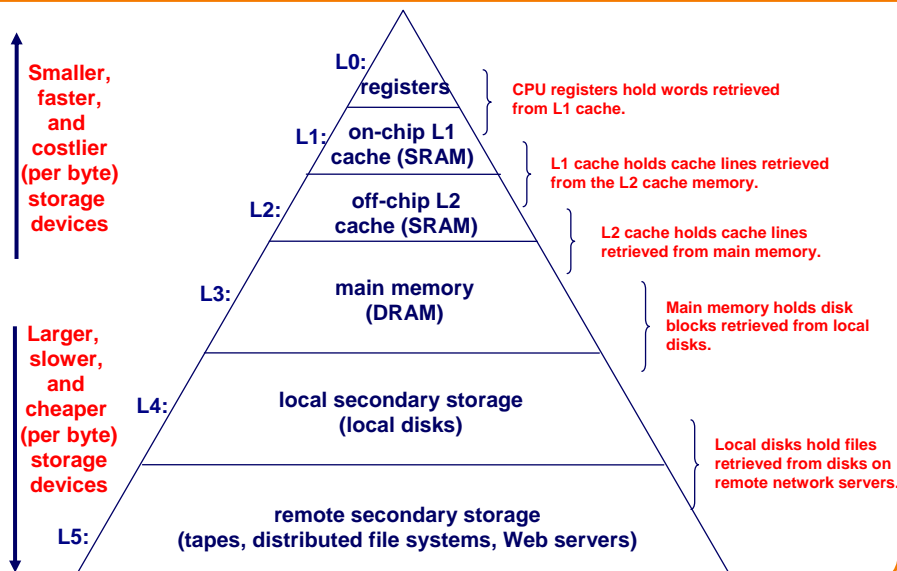 Smaller,
faster,
and
costlier
(per byte)
storage
devices
Larger,
slower,
and
cheaper
(per byte)
storage
devices
L0:
registers
CPU registers hold words retrieved
from L1 cache.
L1:
on-chip L1
cache (SRAM)
L1 cache holds cache lines retrieved
from the L2 cache memory.
L2:
off-chip L2
cache (SRAM)
L2 cache holds cache lines
retrieved from main memory.
L3:
main memory
(DRAM)
Main memory holds disk
blocks retrieved from local
disks.
L4:
local secondary storage
(local disks)
Local disks hold files
retrieved from disks on
remote network servers.
L5:
remote secondary storage
(tapes, distributed file systems, Web servers)